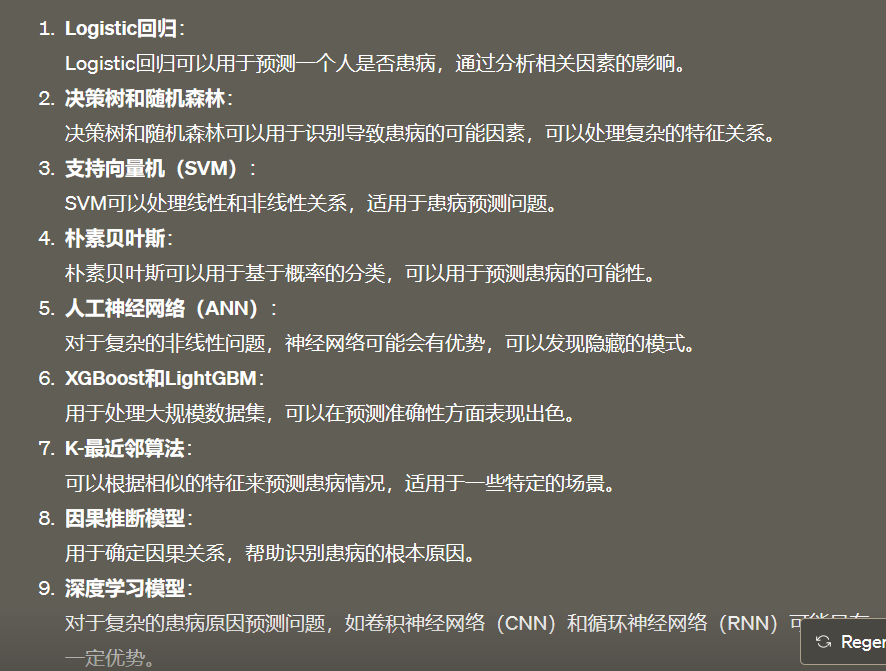 1. Logistic回归：
Logistic回归可以用于预测一个人是否患病，通过分析相关因素的影响。
2. 决策树和随机森林：
决策树和随机森林可以用于识别导致患病的可能因素，可以处理复杂的特征关系。
3. 支持向量机（SVM）：
SVM可以处理线性和非线性关系，适用于患病预测问题。
4. 朴素贝叶斯：
朴素贝叶斯可以用于基于概率的分类，可以用于预测患病的可能性。
5. 人工神经网络（ANN）：
对于复杂的非线性问题，神经网络可能会有优势，可以发现隐藏的模式。
6. XGBoost和LightGBM：
用于处理大规模数据集，可以在预测准确性方面表现出色。
7. K-最近邻算法：
可以根据相似的特征来预测患病情况，适用于一些特定的场景。
8. 因果推断模型：
用于确定因果关系，帮助识别患病的根本原因。
9. 深度学习模型：
对于复杂的患病原因预测问题，如卷积神经网络（CNN）和循环神经网络（RNN）
一定优势。
Regen